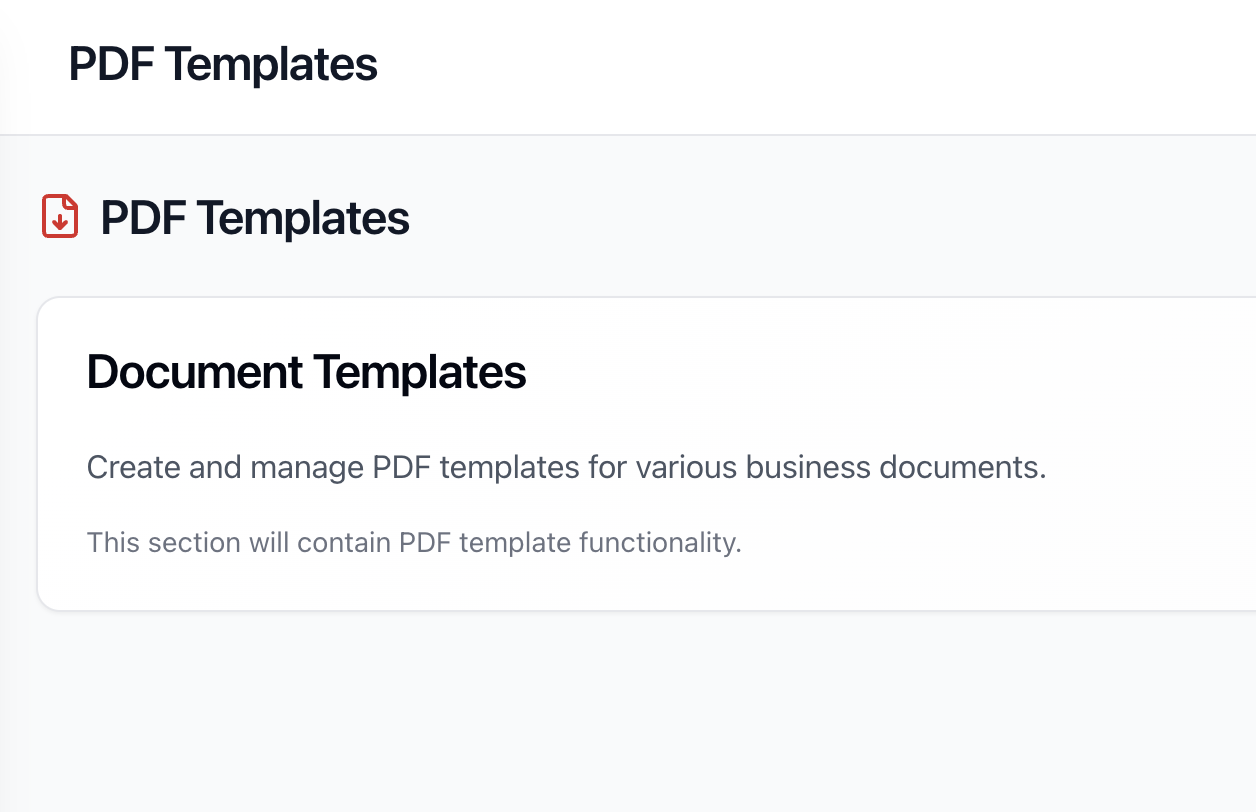 PDF Templates
PDF Templates
Document Templates
Create and manage PDF templates for various business documents.
This section will contain PDF template functionality.